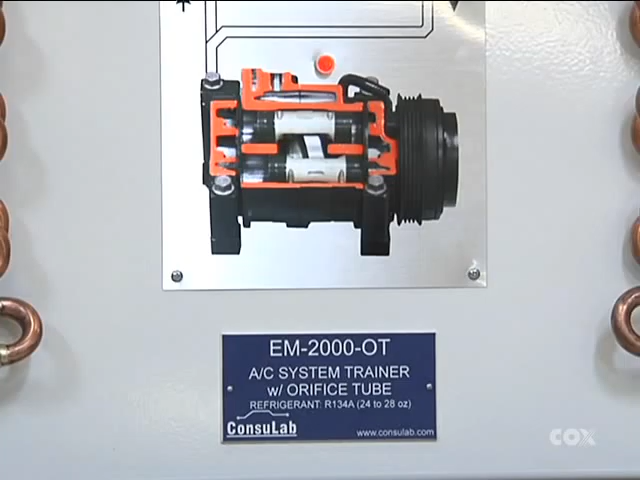 EM-2000-OT
A/C SYSTEM TRAINER
w/ ORIFICE TUBE
REFRIGERANT: R134A (24 to 28 oz)
ConsuLab
www.consulab.com
COX